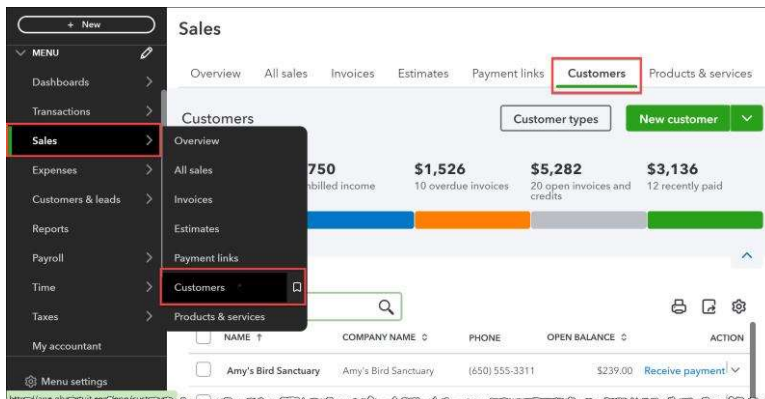 + New
MENU
Dashboards
Transactions
Sales
Expenses
Customers & leads
Reports
Payroll
Time
Taxes
My accountant
Menu settings
Overview
All sales
Invoices
Estimates
Payment links
Customers
Products & services
Sales
Overview All sales Invoices Estimates Payment links Customers Products & services
Customers Customer types New customer
750 $1,526 $5,282 $3,136
billed income 10 overdue invoices 20 open invoices and credits 12 recently paid
NAME COMPANY NAME PHONE OPEN BALANCE ACTION
Amy's Bird Sanctuary Amy's Bird Sanctuary (650) 555-3311 $239.00 Receive payment